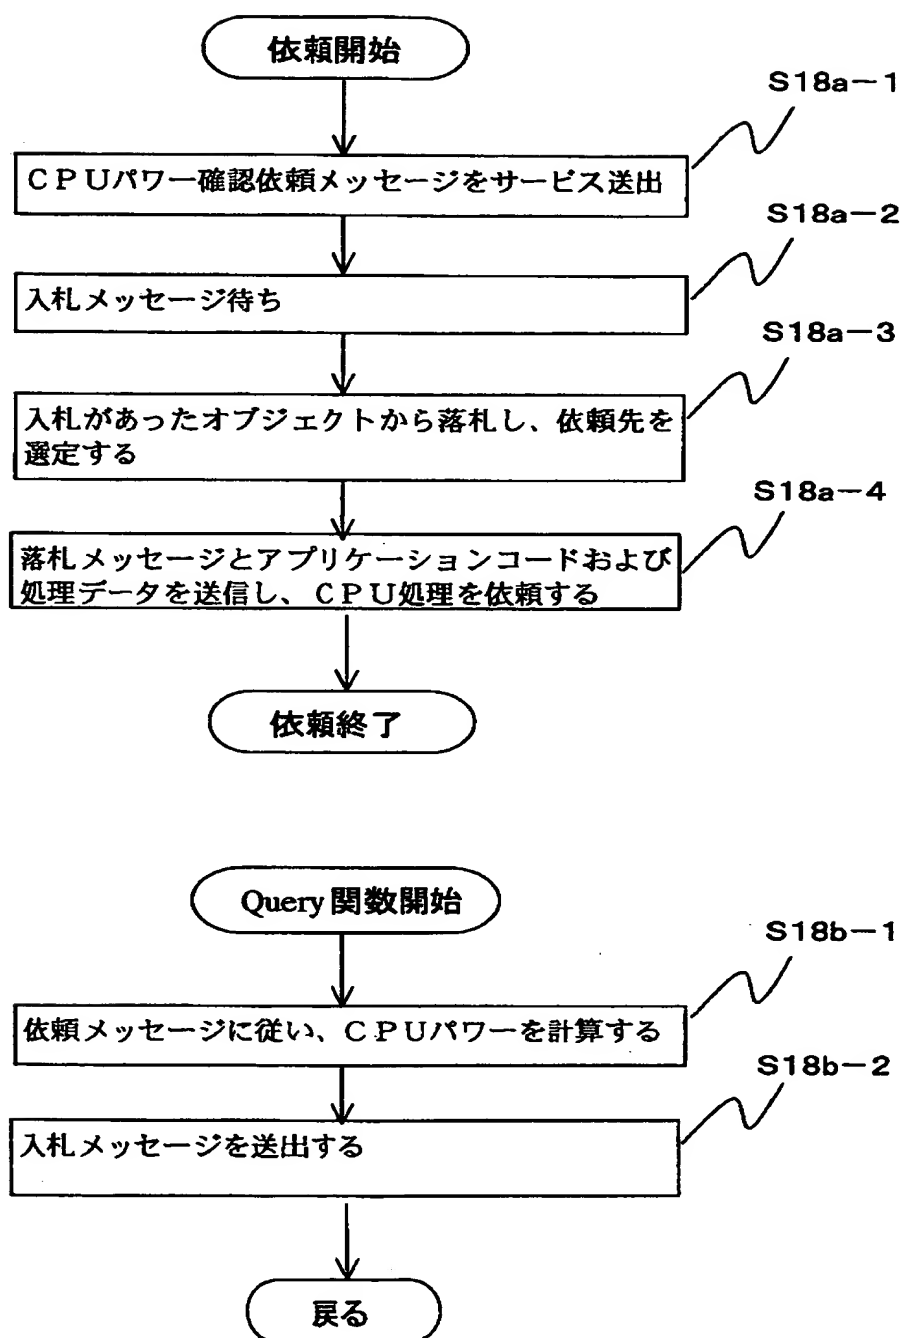 依頼開始
S18a－1
ＣＰＵパワー確認依頼メッセージをサービス送出
S18a－2
入札メッセージ待ち
S18a－3
入札があったオブジェクトから落札し、依頼先を
選定する
S18a－4
落札メッセージとアプリケーションコードおよび
処理データを送信し、ＣＰＵ処理を依頼する
依頼終了
Query 関数開始
S18b－1
依頼メッセージに従い、ＣＰＵパワーを計算する
S18b－2
入札メッセージを送出する
戻る